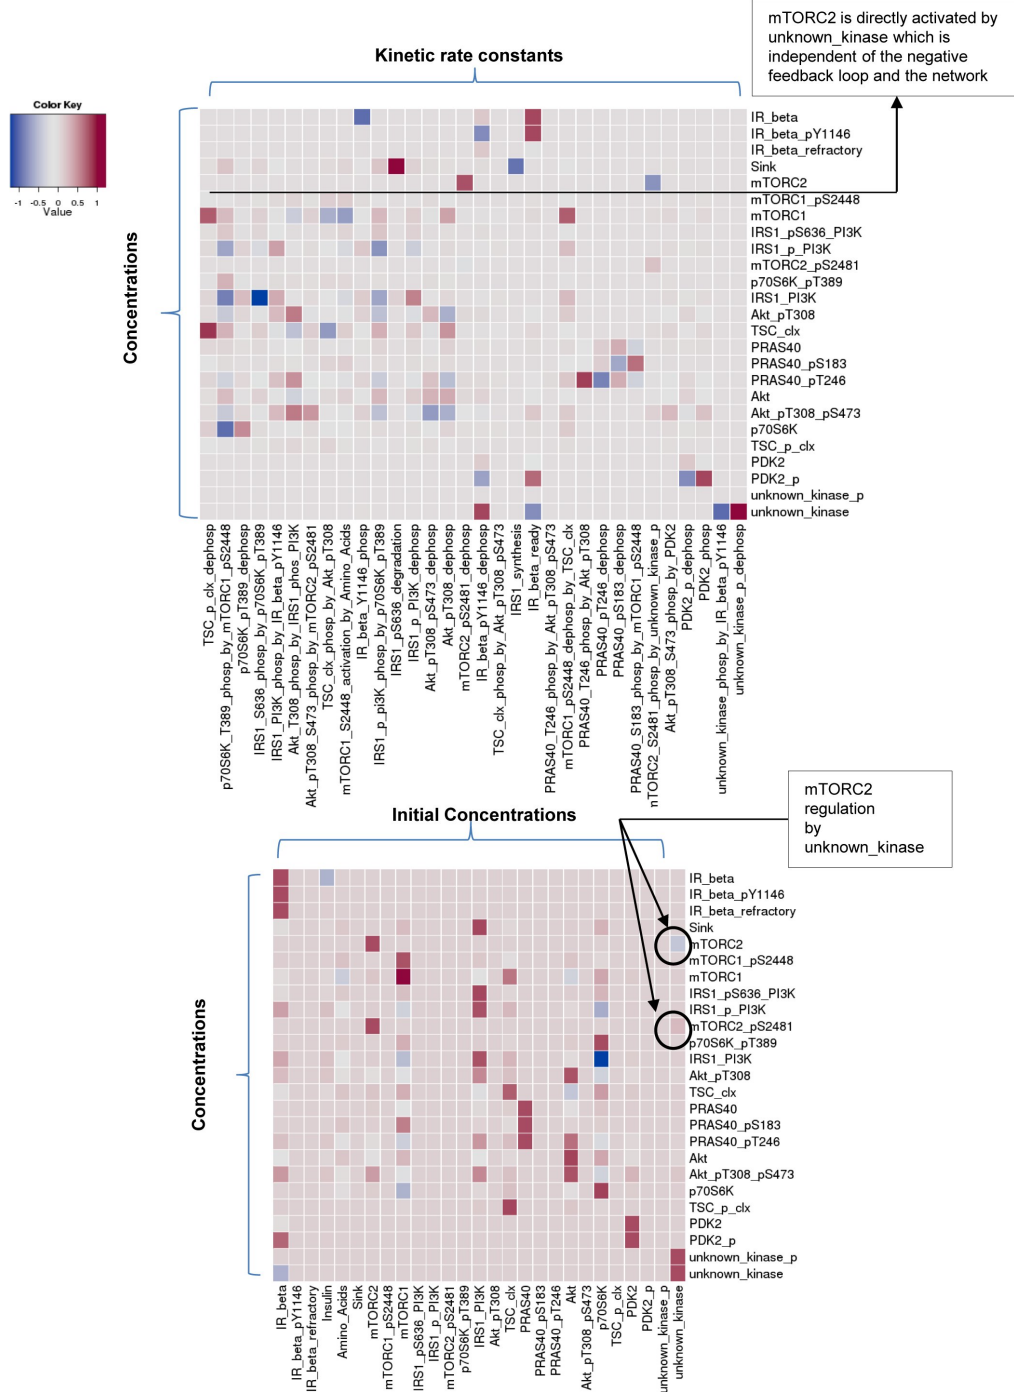 mTORC2 is directly activated by
unknown_kinase which is
independent of the negative
feedback loop and the network
Kinetic rate constants
Color Key
-1 -0.5 0 0.5 1
Value
Concentrations
IR_beta
IR_beta_pY1146
IR_beta_refractory
Sink
mTORC2
mTORC1_pS2448
mTORC1
IRS1_pS636_PI3K
IRS1_p_PI3K
mTORC2_pS2481
p70S6K_pT389
IRS1_PI3K
Akt_pT308
TSC_clx
PRAS40
PRAS40_pS183
PRAS40_pT246
Akt
Akt_pT308_pS473
p70S6K
TSC_p_clx
PDK2
PDK2_p
unknown_kinase_p
unknown_kinase
TSC_p_clx_dephosp
p70S6K_T389_phosp_by_mTORC1_pS2448
p70S6K_pT389_dephosp
IRS1_S636_phosp_by_p70S6K_pT389
IRS1_PI3K_phosp_by_IR_beta_pY1146
Akt_T308_phosp_by_IRS1_phos_PI3K
Akt_pT308_S473_phosp_by_mTORC2_pS2481
TSC_clx_phosp_by_Akt_pT308
mTORC1_S2448_activation_by_Amino_Acids
IR_beta_Y1146_phosp
IRS1_p_pi3K_phosp_by_p70S6K_pT389
IRS1_pS636_degradation
IRS1_p_PI3K_dephosp
Akt_pT308_pS473_dephosp
Akt_pT308_dephosp
mTORC2_pS2481_dephosp
IR_beta_pY1146_dephosp
TSC_clx_phosp_by_Akt_pT308_pS473
IRS1_synthesis
IR_beta_ready
PRAS40_T246_phosp_by_Akt_pT308_pS473
mTORC1_pS2448_dephosp_by_TSC_clx
PRAS40_T246_phosp_by_Akt_pT308
PRAS40_pT246_dephosp
PRAS40_pS183_dephosp
PRAS40_S183_phosp_by_mTORC1_pS2448
mTORC2_S2481_phosp_by_unknown_kinase_p
Akt_pT308_S473_phosp_by_PDK2
PDK2_p_dephosp
PDK2_phosp
unknown_kinase_phosp_by_IR_beta_pY1146
unknown_kinase_p_dephosp
mTORC2
regulation
by
unknown_kinase
Initial Concentrations
Concentrations
IR_beta
IR_beta_pY1146
IR_beta_refractory
Sink
mTORC2
mTORC1_pS2448
mTORC1
IRS1_pS636_PI3K
IRS1_p_PI3K
mTORC2_pS2481
p70S6K_pT389
IRS1_PI3K
Akt_pT308
TSC_clx
PRAS40
PRAS40_pS183
PRAS40_pT246
Akt
Akt_pT308_pS473
p70S6K
TSC_p_clx
PDK2
PDK2_p
unknown_kinase_p
unknown_kinase
IR_beta
IR_beta_pY1146
IR_beta_refractory
Insulin
Amino_Acids
Sink
mTORC2
mTORC1_pS2448
mTORC1
IRS1_pS636_PI3K
IRS1_p_PI3K
mTORC2_pS2481
p70S6K_pT389
IRS1_PI3K
Akt_pT308
TSC_clx
PRAS40
PRAS40_pS183
PRAS40_pT246
Akt
Akt_pT308_pS473
p70S6K
TSC_p_clx
PDK2
PDK2_p
unknown_kinase_p
unknown_kinase